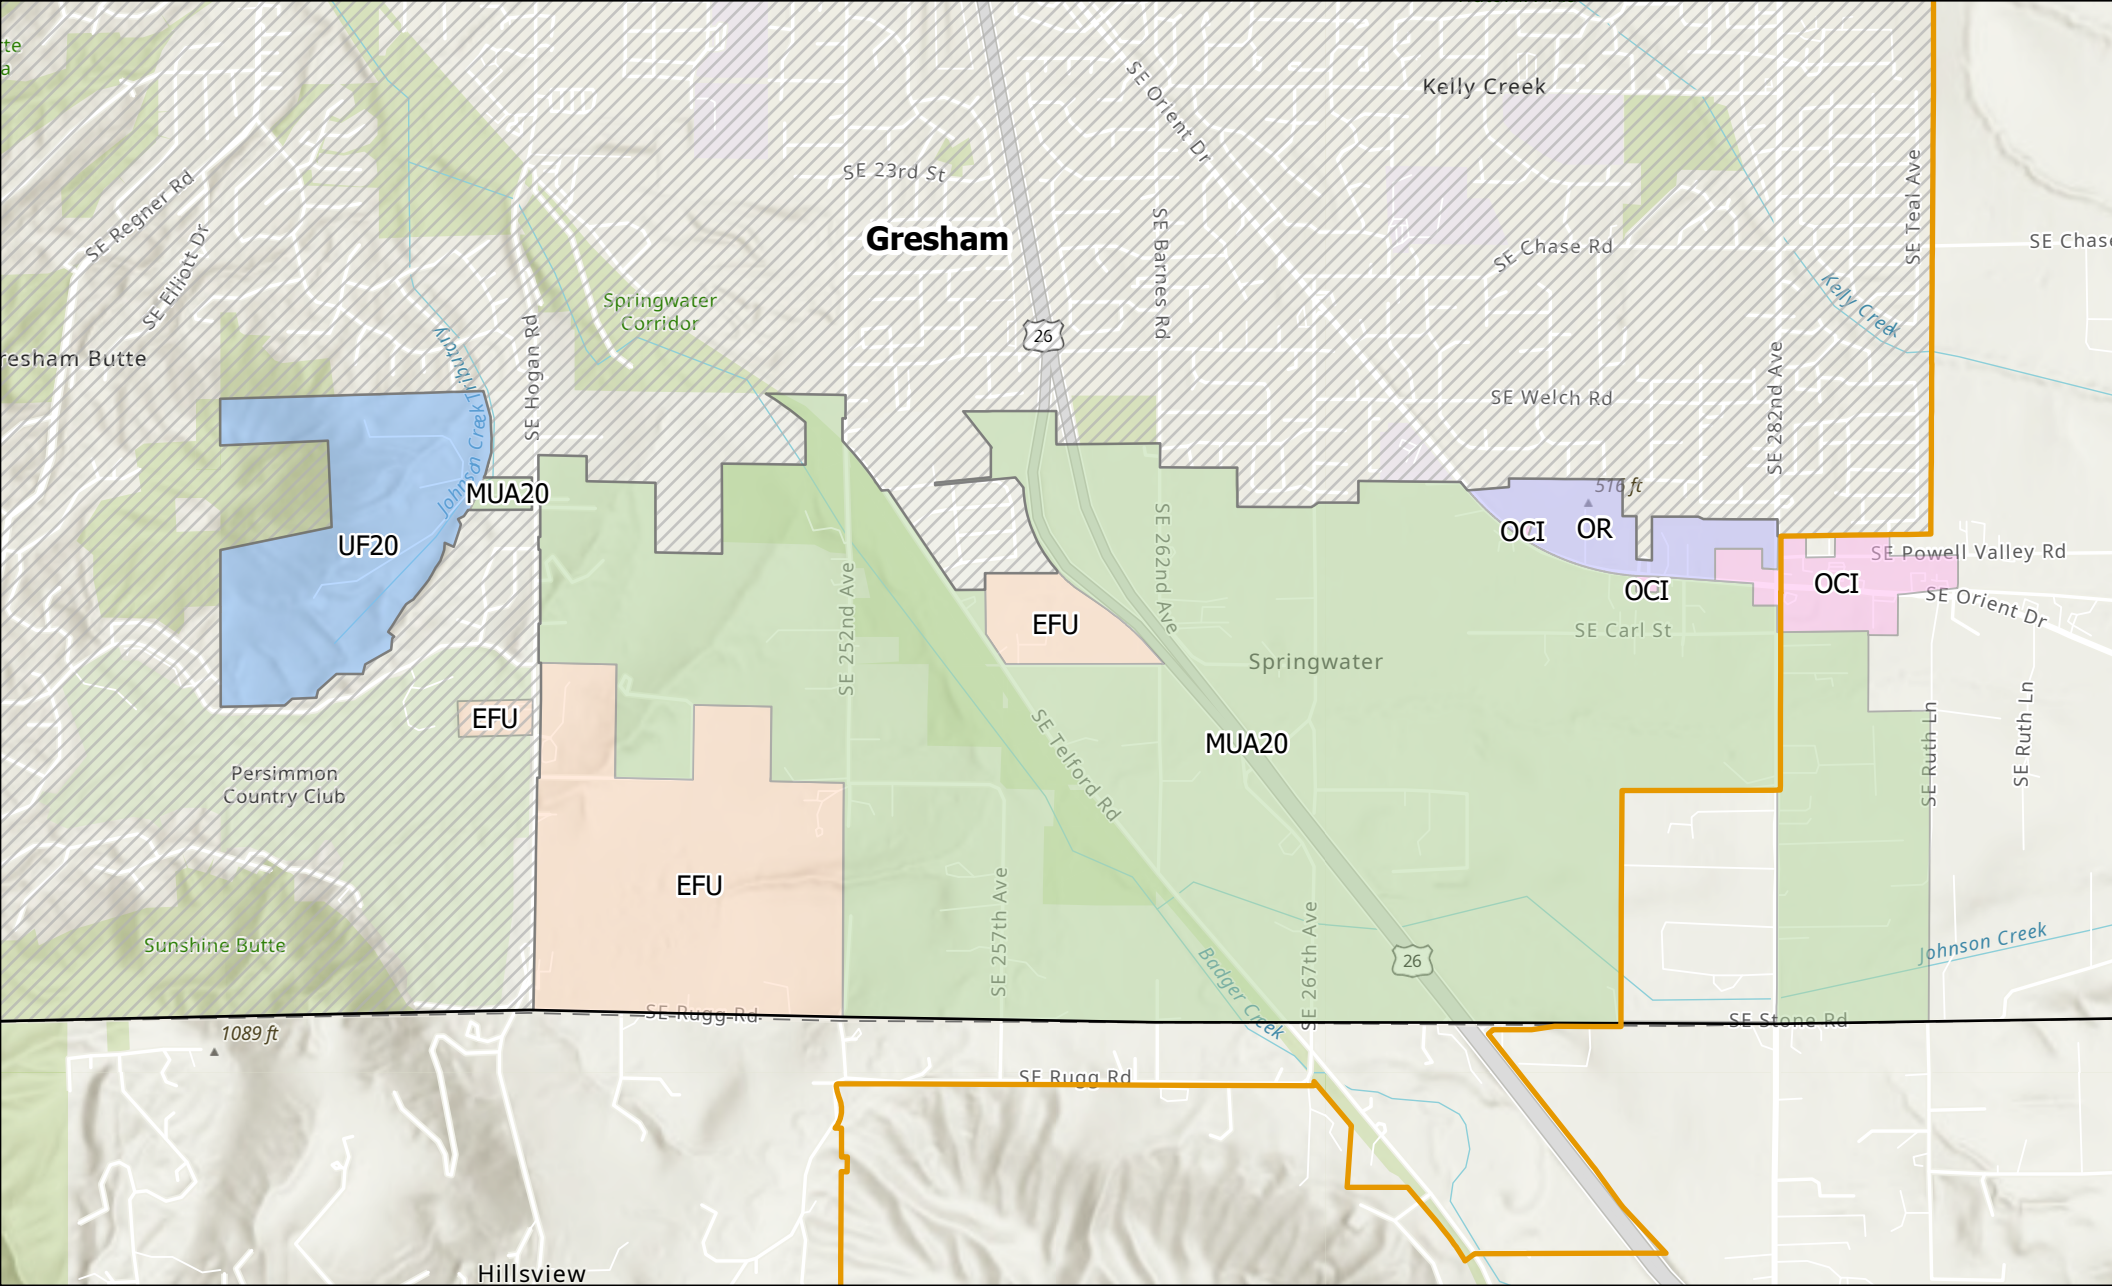 Kelly Creek
SE Orient Dr
SE 23rd St
SE Teal Ave
SE Regner Rd
SE Barnes Rd
Gresham
SE Chase Rd
SE Chase
SE Elliott Dr
Springwater
Corridor
Kelly Creek
26
SE Hogan Rd
resham Butte
Johnson Creek Tributary
SE 282nd Ave
SE Welch Rd
516 ft
MUA20
OCI
OR
UF20
SE 262nd Ave
SE Powell Valley Rd
OCI
OCI
SE Orient Dr
SE 252nd Ave
EFU
SE Carl St
Springwater
EFU
SE Telford Rd
MUA20
SE Ruth Ln
SE Ruth Ln
Persimmon
Country Club
EFU
SE 257th Ave
SE 267th Ave
Sunshine Butte
Johnson Creek
26
Badger Creek
SE Rugg Rd
SE Stone Rd
1089 ft
SE Rugg Rd
Hillsview